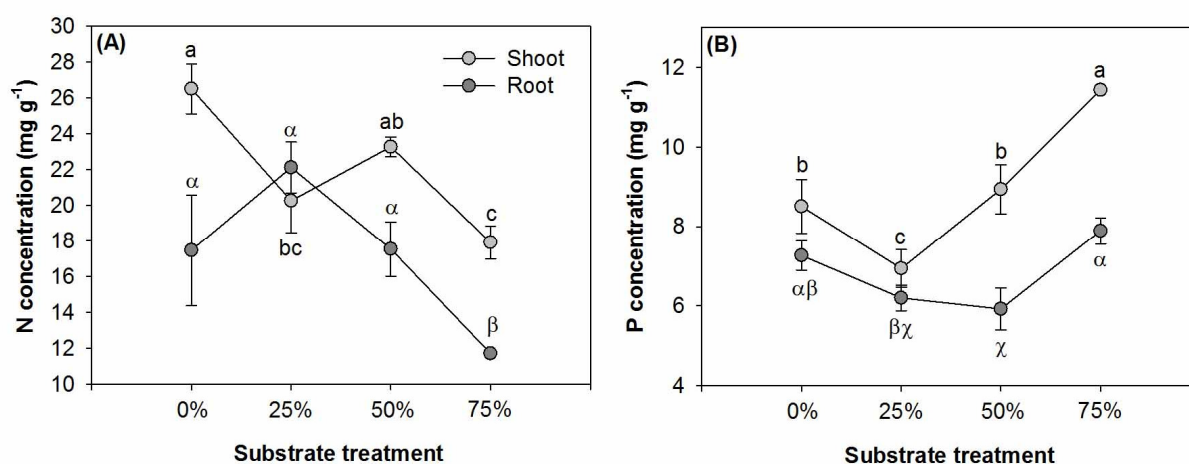 (A)
Shoot
Root
N concentration (mg g⁻¹)
30
28
26
24
22
20
18
16
14
12
10
a
α
α
bc
ab
α
c
β
0%
25%
50%
75%
Substrate treatment
(B)
P concentration (mg g⁻¹)
12
10
8
6
4
b
αβ
c
βχ
b
χ
a
α
0%
25%
50%
75%
Substrate treatment